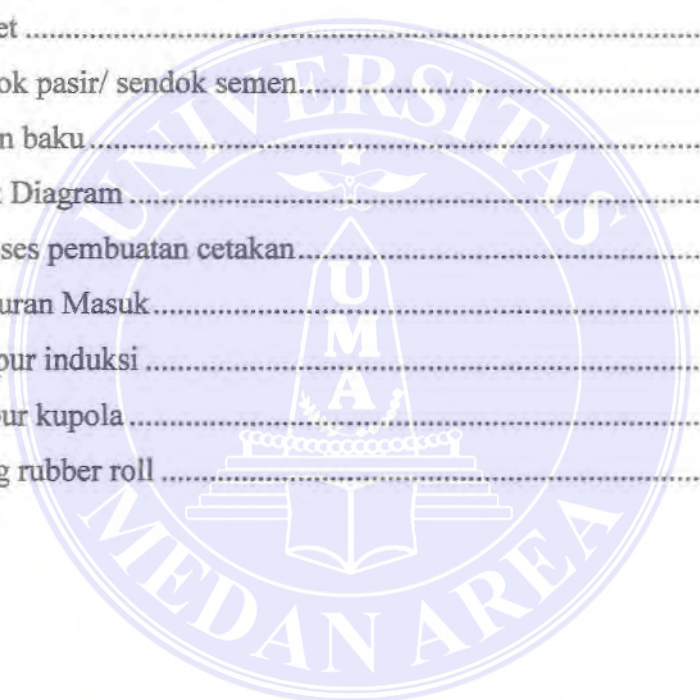 et ........................................
ok pasir/ sendok semen........................................
n baku ........................................
Diagram ........................................
ses pembuatan cetakan........................................
uran Masuk........................................
pur induksi ........................................
ur kupola ........................................
g rubber roll ........................................
UNIVERSITAS
UMA
MEDAN AREA